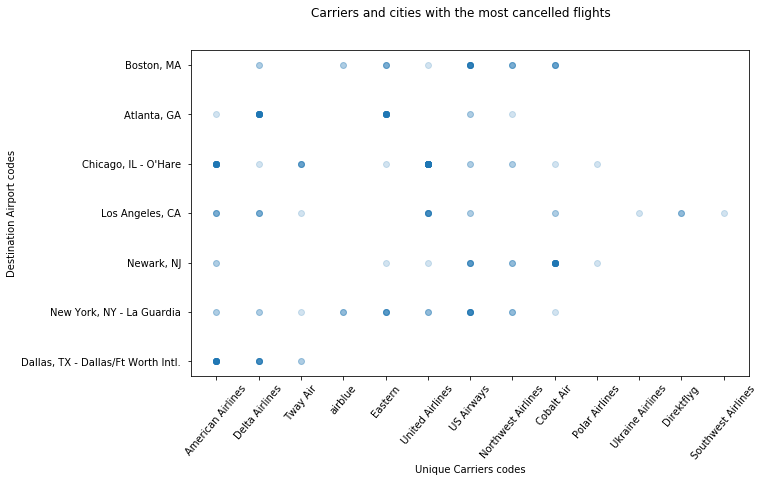 Carriers and cities with the most cancelled flights
Destination Airport codes
Boston, MA
Atlanta, GA
Chicago, IL - O'Hare
Los Angeles, CA
Newark, NJ
New York, NY - La Guardia
Dallas, TX - Dallas/Ft Worth Intl.
American Airlines
Delta Airlines
Tway Air
airblue
Eastern
United Airlines
US Airways
Northwest Airlines
Cobalt Air
Polar Airlines
Ukraine Airlines
Direktflyg
Southwest Airlines
Unique Carriers codes